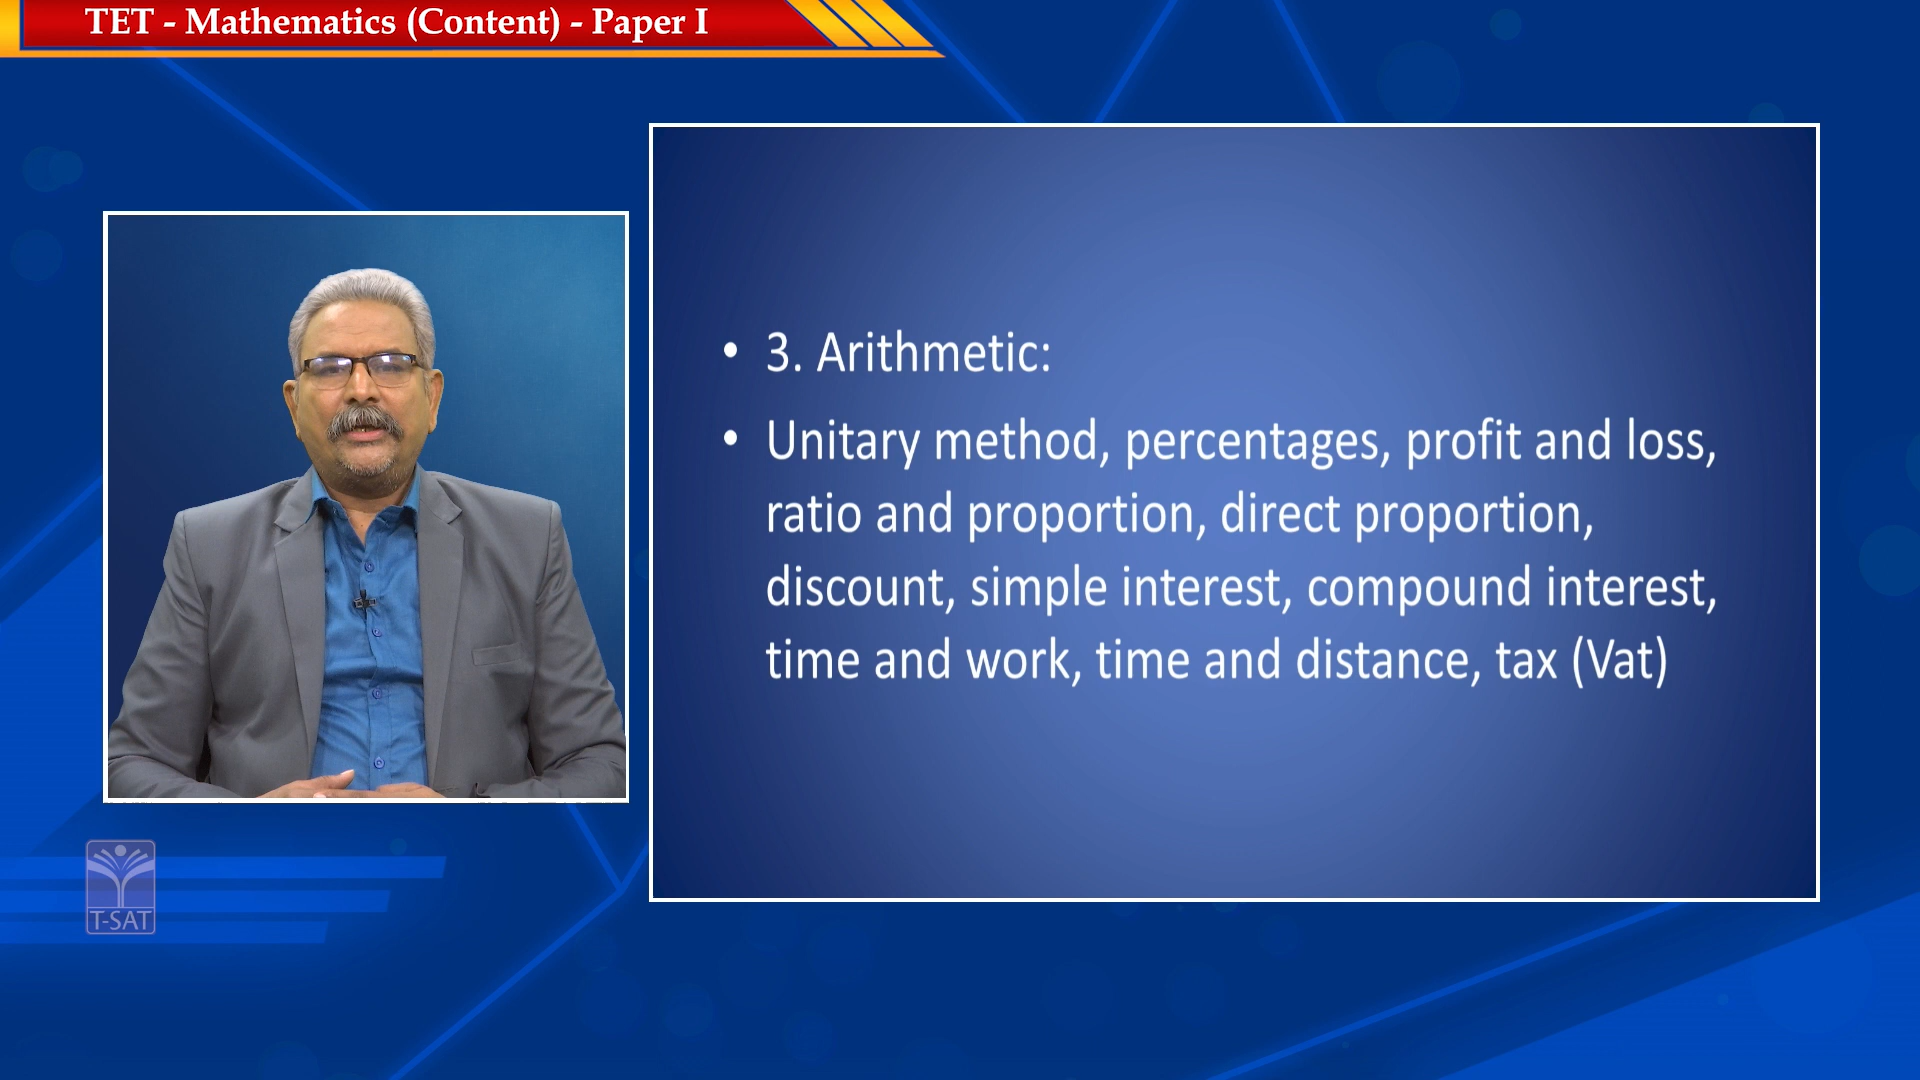 TET - Mathematics (Content) - Paper I
• 3. Arithmetic:
• Unitary method, percentages, profit and loss,
ratio and proportion, direct proportion,
discount, simple interest, compound interest,
time and work, time and distance, tax (Vat)
T-SAT